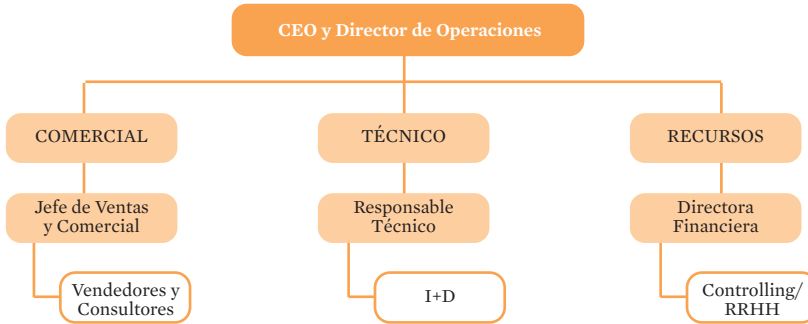 CEO y Director de Operaciones
COMERCIAL
TÉCNICO
RECURSOS
Jefe de Ventas
y Comercial
Responsable
Técnico
Directora
Financiera
Vendedores y
Consultores
I+D
Controlling/
RRHH